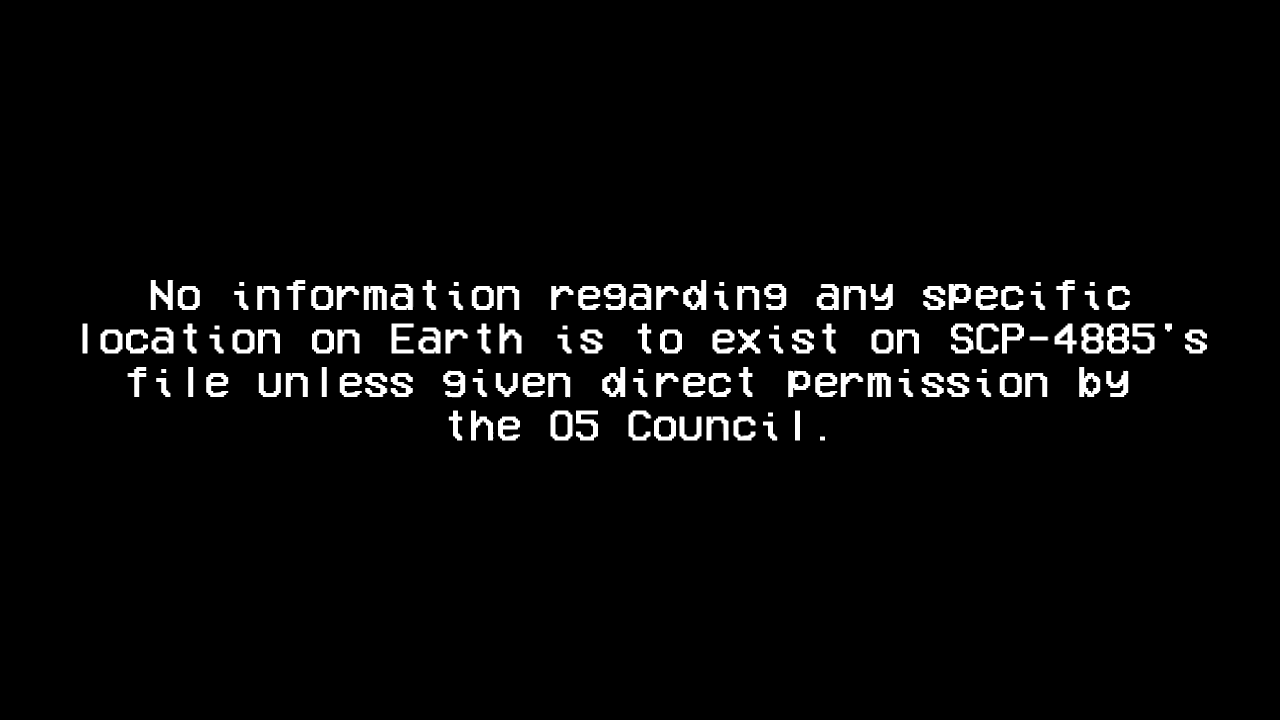 No information regarding any specific
location on Earth is to exist on SCP-4885's
file unless given direct permission by
the O5 Council.